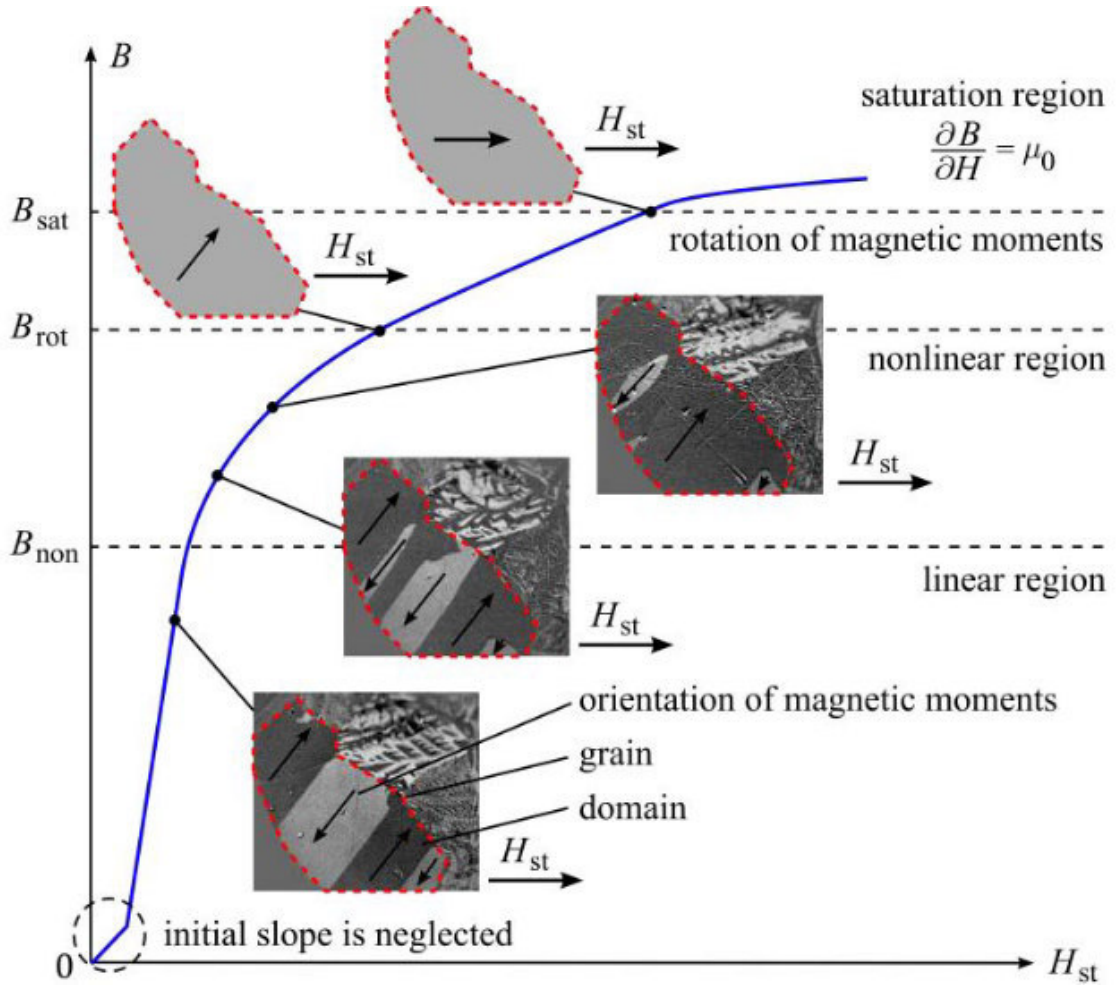 B
saturation region
∂B/∂H = μ0
Hst
Hst
Bsat
rotation of magnetic moments
Brot
nonlinear region
Hst
Bnon
linear region
Hst
orientation of magnetic moments
grain
domain
Hst
initial slope is neglected
0
Hst